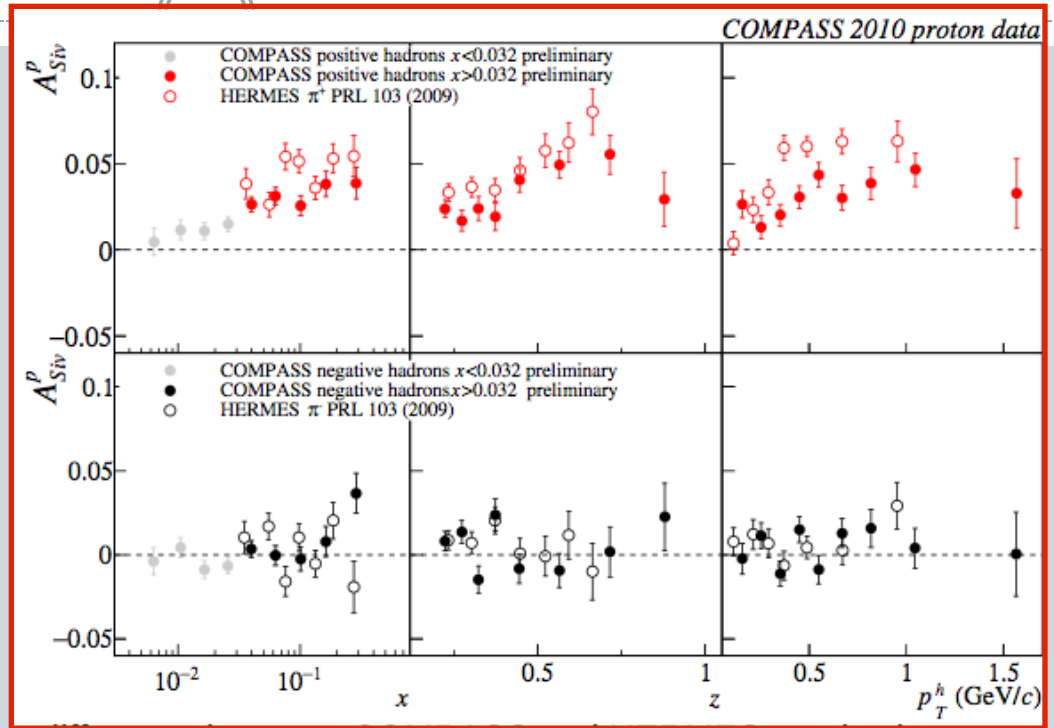 COMPASS 2010 proton data
A^p_Siv
COMPASS positive hadrons x<0.032 preliminary
COMPASS positive hadrons x>0.032 preliminary
HERMES π⁺ PRL 103 (2009)
0.1
0.05
0
−0.05
A^p_Siv
COMPASS negative hadrons x<0.032 preliminary
COMPASS negative hadrons x>0.032 preliminary
HERMES π⁻ PRL 103 (2009)
0.1
0.05
0
−0.05
10⁻² 10⁻¹ 0.5 1 0.5 1 1.5
x z p^h_T (GeV/c)